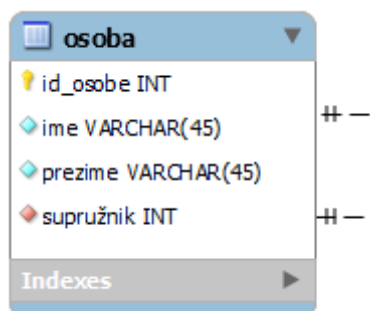 osoba
id_osobe INT
ime VARCHAR(45)
prezime VARCHAR(45)
supružnik INT
Indexes